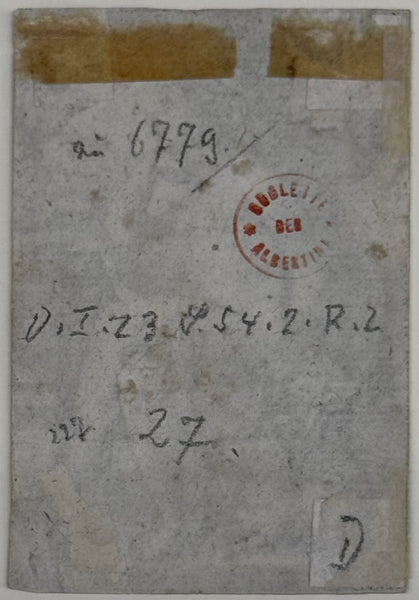 zu 6779.
DUBLETTE
DER
ALBERTINA
D. I. 23 S. 54. 2. R. 2
27.
D